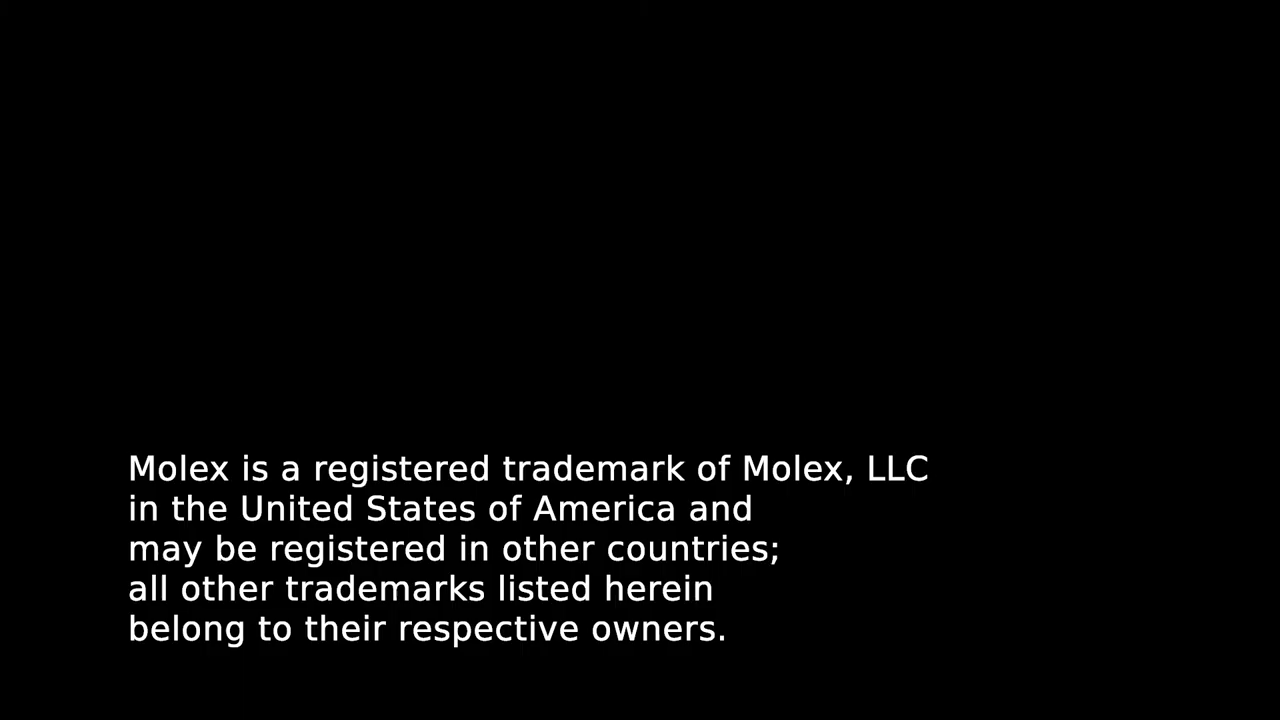 Molex is a registered trademark of Molex, LLC
in the United States of America and
may be registered in other countries;
all other trademarks listed herein
belong to their respective owners.